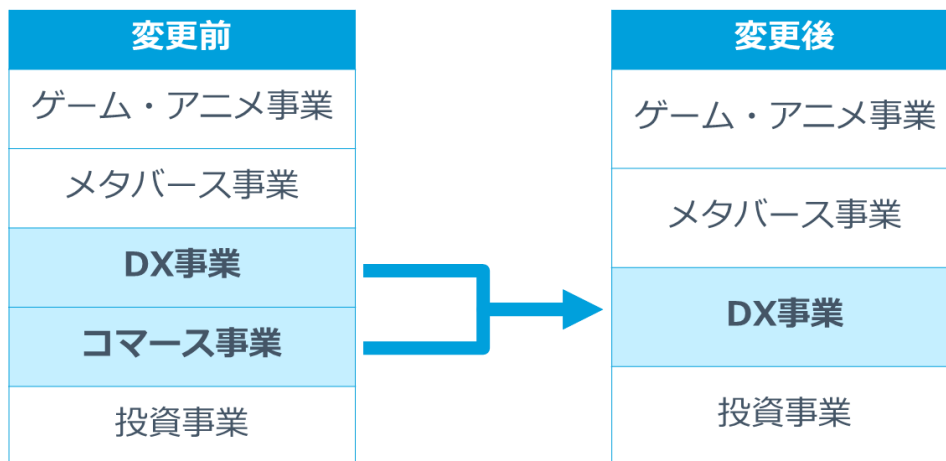 変更前
ゲーム・アニメ事業
メタバース事業
DX事業
コマース事業
投資事業
変更後
ゲーム・アニメ事業
メタバース事業
DX事業
投資事業